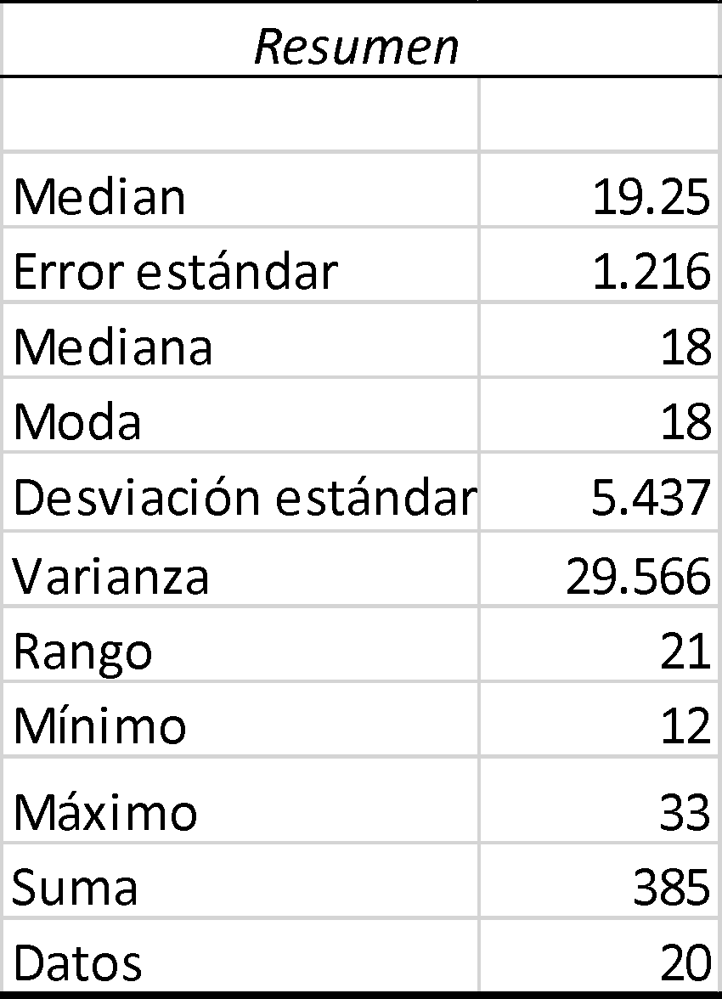 Resumen
Median 19.25
Error estándar 1.216
Mediana 18
Moda 18
Desviación estándar 5.437
Varianza 29.566
Rango 21
Mínimo 12
Máximo 33
Suma 385
Datos 20